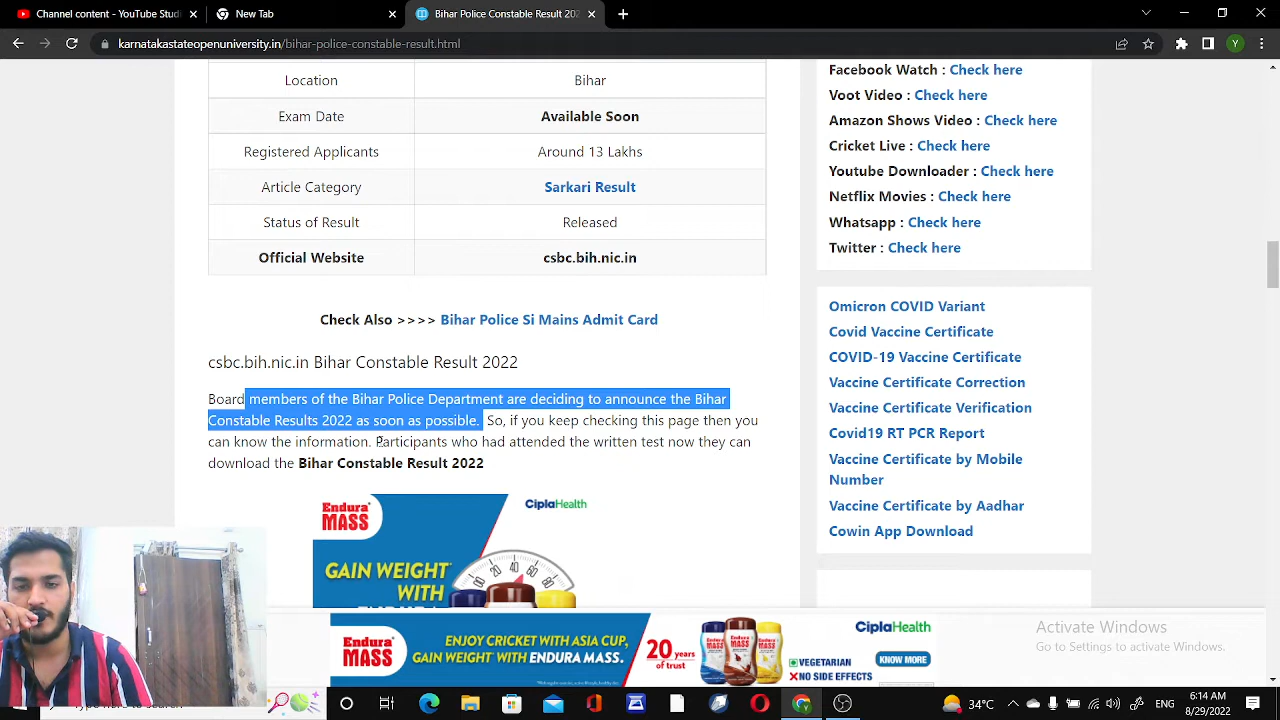 Channel content - YouTube Stud
New Tab
Bihar Police Result 202
karnatakastateopenuniversity.in/bihar-police-constable-result.html
Location
Bihar
Exam Date
Available Soon
Registered Applicants
Around 13 Lakhs
Article Category
Sarkari Result
Status of Result
Released
Official Website
csbc.bih.nic.in
Check Also >>>> Bihar Police Si Mains Admit Card
csbc.bih.nic.in Bihar Constable Result 2022
Board members of the Bihar Police Department are deciding to announce the Bihar
Constable Results 2022 as soon as possible. So, if you keep checking this page then you
can know the information. Participants who had attended the written test now they can
download the Bihar Constable Result 2022
Facebook Watch : Check here
Voot Video : Check here
Amazon Shows Video : Check here
Cricket Live : Check here
Youtube Downloader : Check here
Netflix Movies : Check here
Whatsapp : Check here
Twitter : Check here
Omicron COVID Variant
Covid Vaccine Certificate
COVID-19 Vaccine Certificate
Vaccine Certificate Correction
Vaccine Certificate Verification
Covid19 RT PCR Report
Vaccine Certificate by Mobile
Number
Vaccine Certificate by Aadhar
Cowin App Download
Endura
MASS
CiplaHealth
GAIN WEIGHT
WITH
Endura
MASS
ENJOY CRICKET WITH ASIA CUP,
GAIN WEIGHT* WITH ENDURA MASS.
20 years
of trust
CiplaHealth
VEGETARIAN
NO SIDE EFFECTS
KNOW MORE
Activate Windows
Go to Settings to activate Windows.
34°C
6:14 AM
8/29/2022